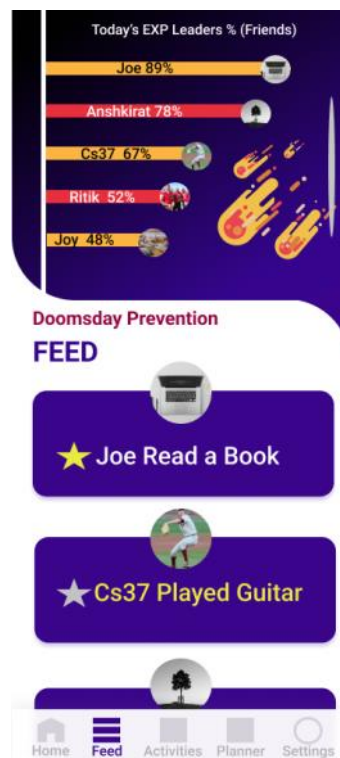 Today's EXP Leaders % (Friends)
Joe 89%
Anshkirat 78%
Cs37 67%
Ritik 52%
Joy 48%
Doomsday Prevention
FEED
Joe Read a Book
Cs37 Played Guitar
Home Feed Activities Planner Settings